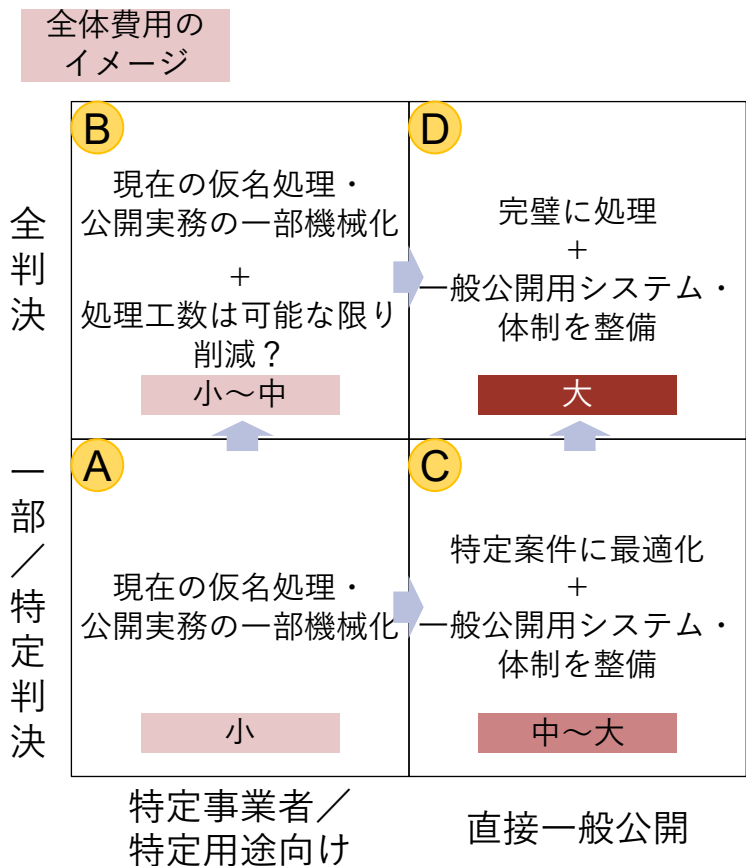 全体費用の
イメージ
全判決
B
現在の仮名処理・
公開実務の一部機械化
+
処理工数は可能な限り
削減？
小～中
D
完璧に処理
+
一般公開用システム・
体制を整備
大
一部／特定判決
A
現在の仮名処理・
公開実務の一部機械化
小
C
特定案件に最適化
+
一般公開用システム・
体制を整備
中～大
特定事業者／
特定用途向け
直接一般公開